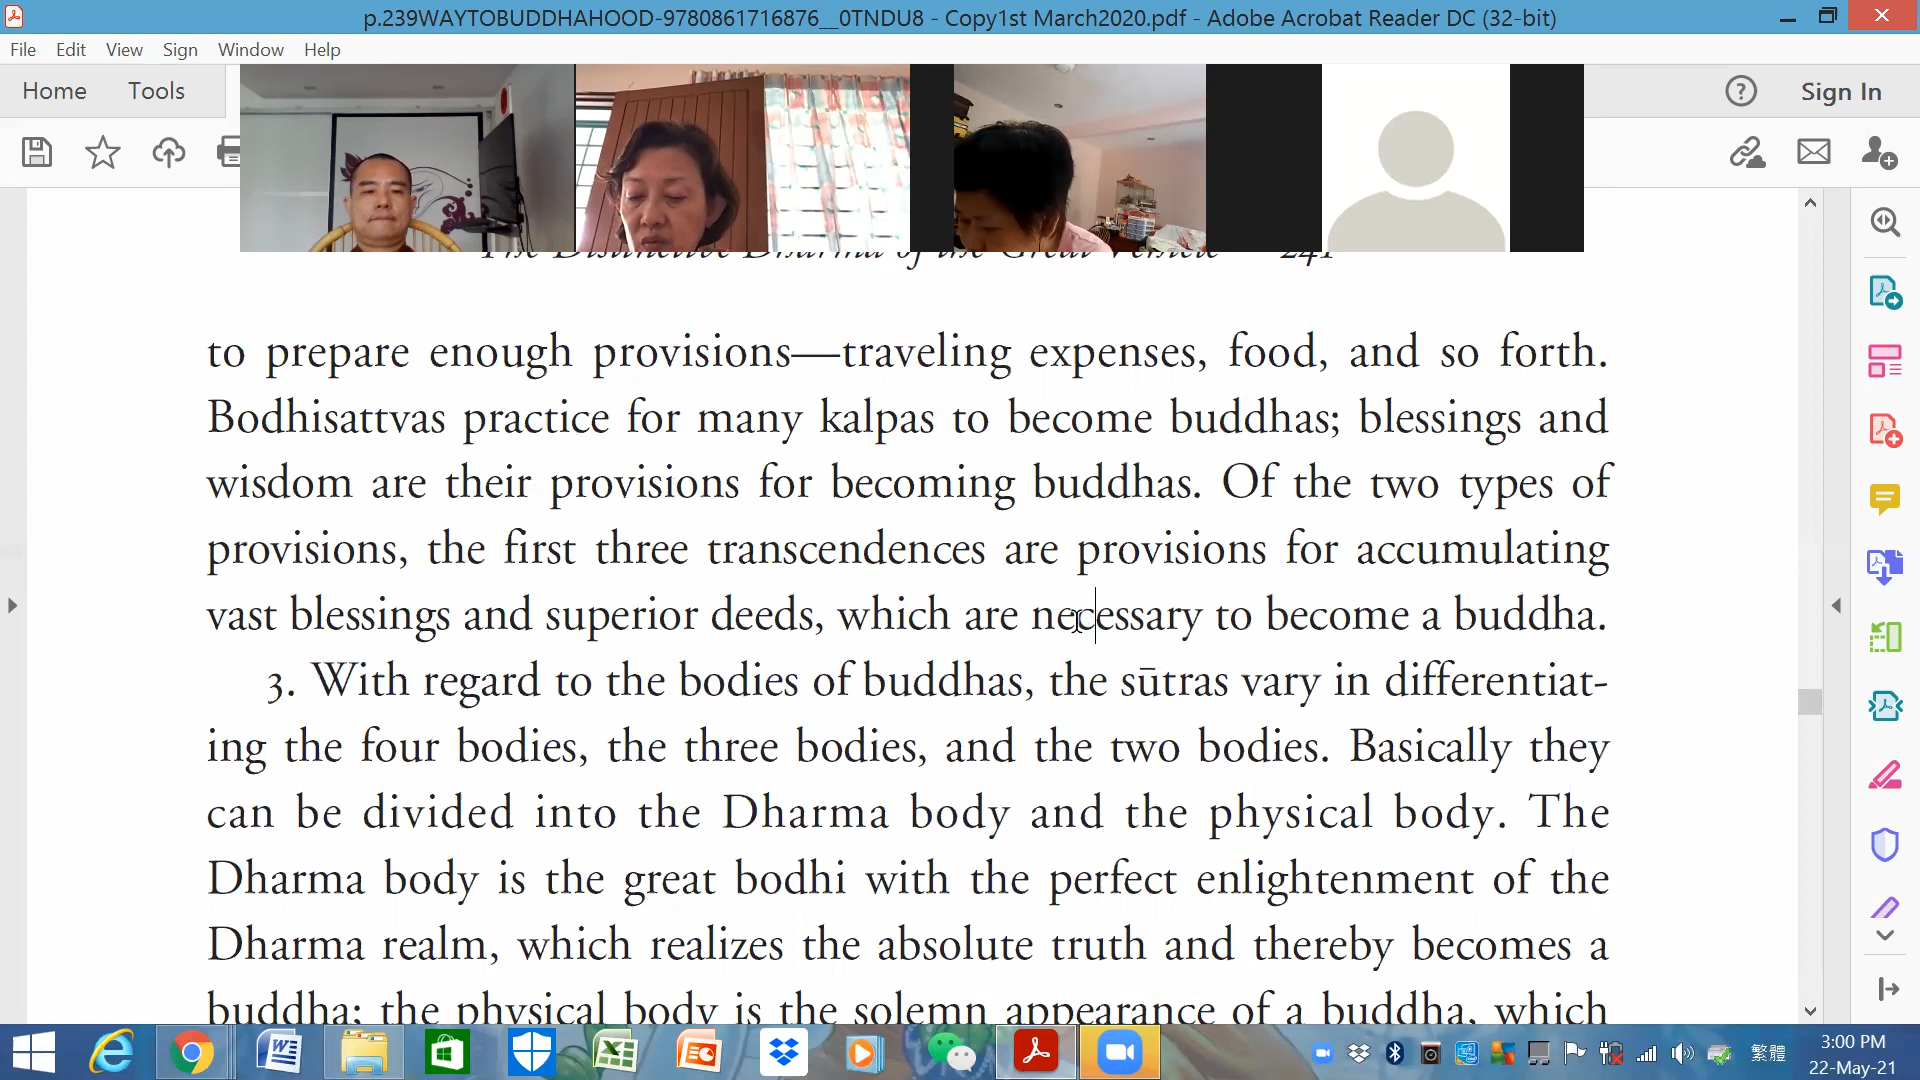 p.239WAYTOBUDDHAHOOD-9780861716876__0TNDU8 - Copy1st March2020.pdf - Adobe Acrobat Reader DC (32-bit)
File Edit View Sign Window Help
Home Tools
Sign In
The Distinctive Dharma of the Great Vehicle 241
to prepare enough provisions—traveling expenses, food, and so forth.
Bodhisattvas practice for many kalpas to become buddhas; blessings and
wisdom are their provisions for becoming buddhas. Of the two types of
provisions, the first three transcendences are provisions for accumulating
vast blessings and superior deeds, which are necessary to become a buddha.
3. With regard to the bodies of buddhas, the sūtras vary in differentiat-
ing the four bodies, the three bodies, and the two bodies. Basically they
can be divided into the Dharma body and the physical body. The
Dharma body is the great bodhi with the perfect enlightenment of the
Dharma realm, which realizes the absolute truth and thereby becomes a
buddha; the physical body is the solemn appearance of a buddha, which
繁體
3:00 PM
22-May-21